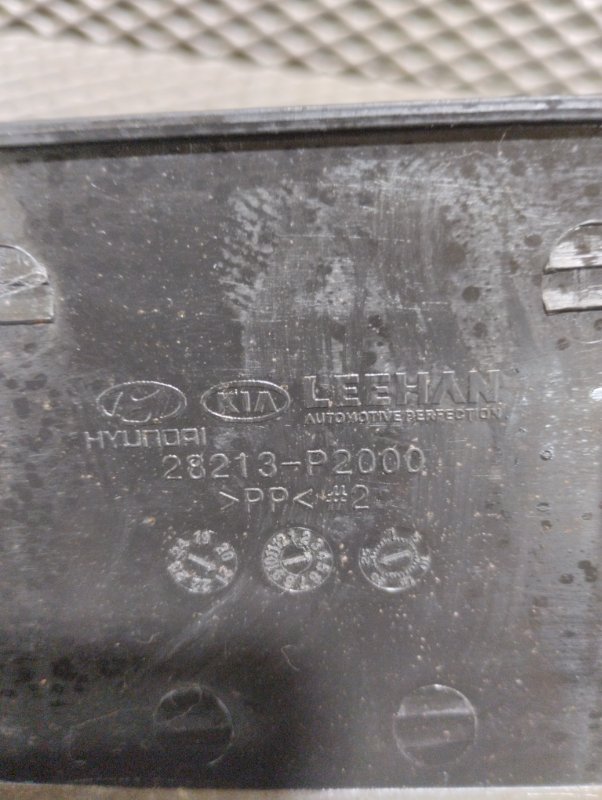 KIA LEEHAN
HYUNDAI AUTOMOTIVE PERFECTION
28213-P2000
>PP< #2